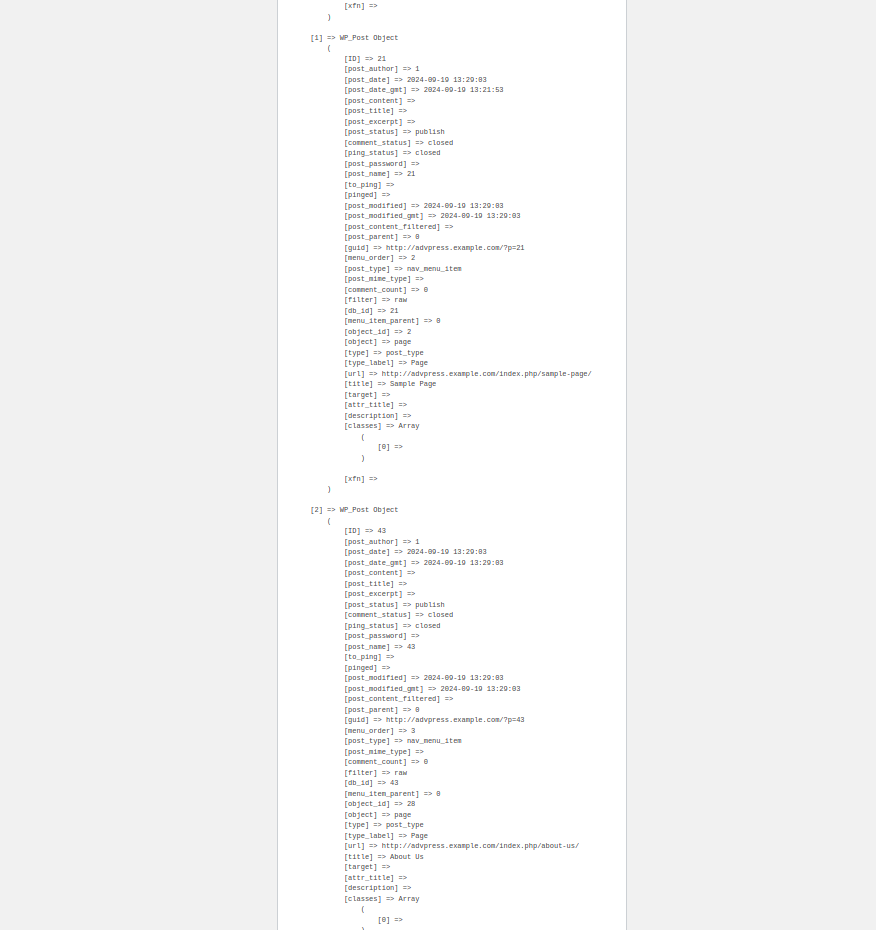 [xfn] =>
)
[1] => WP_Post Object
(
[ID] => 21
[post_author] => 1
[post_date] => 2024-09-19 13:29:03
[post_date_gmt] => 2024-09-19 13:21:53
[post_content] =>
[post_title] =>
[post_excerpt] =>
[post_status] => publish
[comment_status] => closed
[ping_status] => closed
[post_password] =>
[post_name] => 21
[to_ping] =>
[pinged] =>
[post_modified] => 2024-09-19 13:29:03
[post_modified_gmt] => 2024-09-19 13:29:03
[post_content_filtered] =>
[post_parent] => 0
[guid] => http://advpress.example.com/?p=21
[menu_order] => 2
[post_type] => nav_menu_item
[post_mime_type] =>
[comment_count] => 0
[filter] => raw
[db_id] => 21
[menu_item_parent] => 0
[object_id] => 2
[object] => page
[type] => post_type
[type_label] => Page
[url] => http://advpress.example.com/index.php/sample-page/
[title] => Sample Page
[target] =>
[attr_title] =>
[description] =>
[classes] => Array
(
[0] =>
)
[xfn] =>
)
[2] => WP_Post Object
(
[ID] => 43
[post_author] => 1
[post_date] => 2024-09-19 13:29:03
[post_date_gmt] => 2024-09-19 13:29:03
[post_content] =>
[post_title] =>
[post_excerpt] =>
[post_status] => publish
[comment_status] => closed
[ping_status] => closed
[post_password] =>
[post_name] => 43
[to_ping] =>
[pinged] =>
[post_modified] => 2024-09-19 13:29:03
[post_modified_gmt] => 2024-09-19 13:29:03
[post_content_filtered] =>
[post_parent] => 0
[guid] => http://advpress.example.com/?p=43
[menu_order] => 3
[post_type] => nav_menu_item
[post_mime_type] =>
[comment_count] => 0
[filter] => raw
[db_id] => 43
[menu_item_parent] => 0
[object_id] => 28
[object] => page
[type] => post_type
[type_label] => Page
[url] => http://advpress.example.com/index.php/about-us/
[title] => About Us
[target] =>
[attr_title] =>
[description] =>
[classes] => Array
(
[0] =>
)